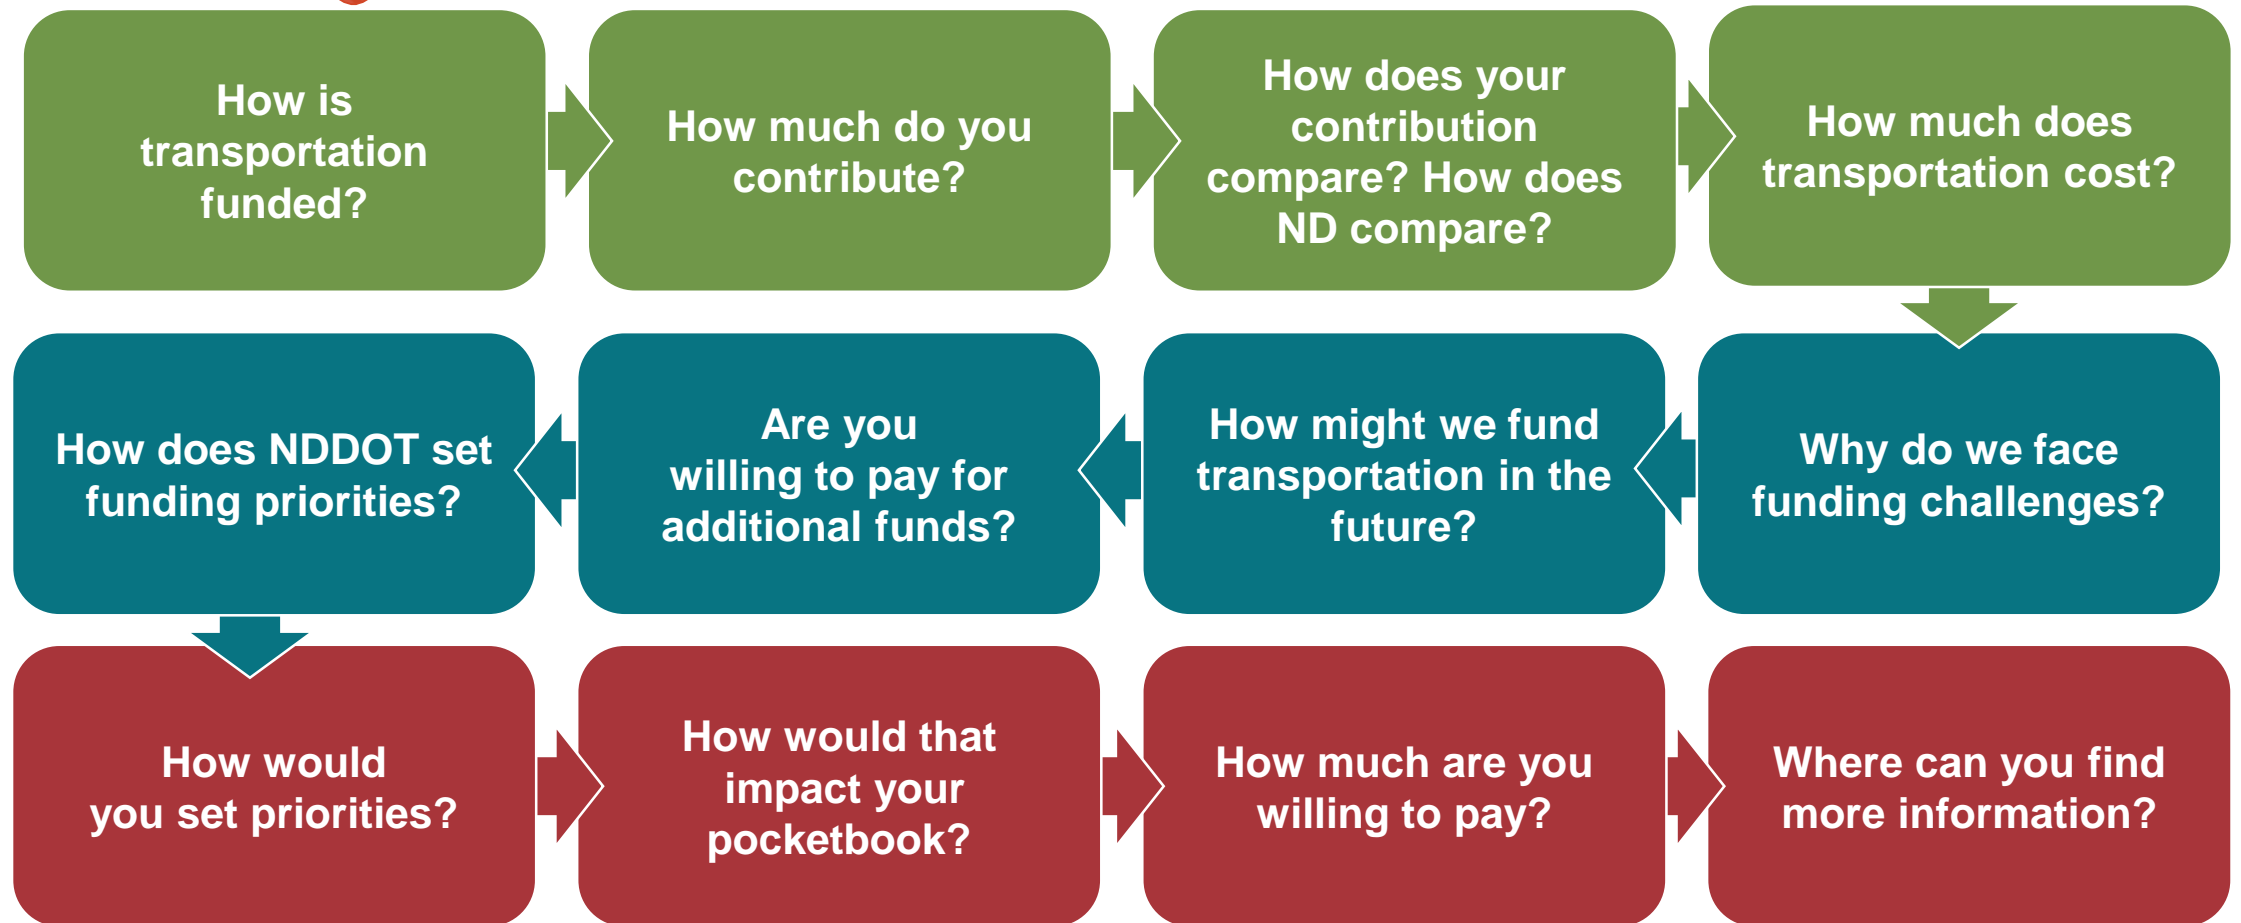 How is
transportation
funded?
How much do you
contribute?
How does your
contribution
compare? How does
ND compare?
How much does
transportation cost?
Why do we face
funding challenges?
How might we fund
transportation in the
future?
Are you
willing to pay for
additional funds?
How does NDDOT set
funding priorities?
How would
you set priorities?
How would that
impact your
pocketbook?
How much are you
willing to pay?
Where can you find
more information?